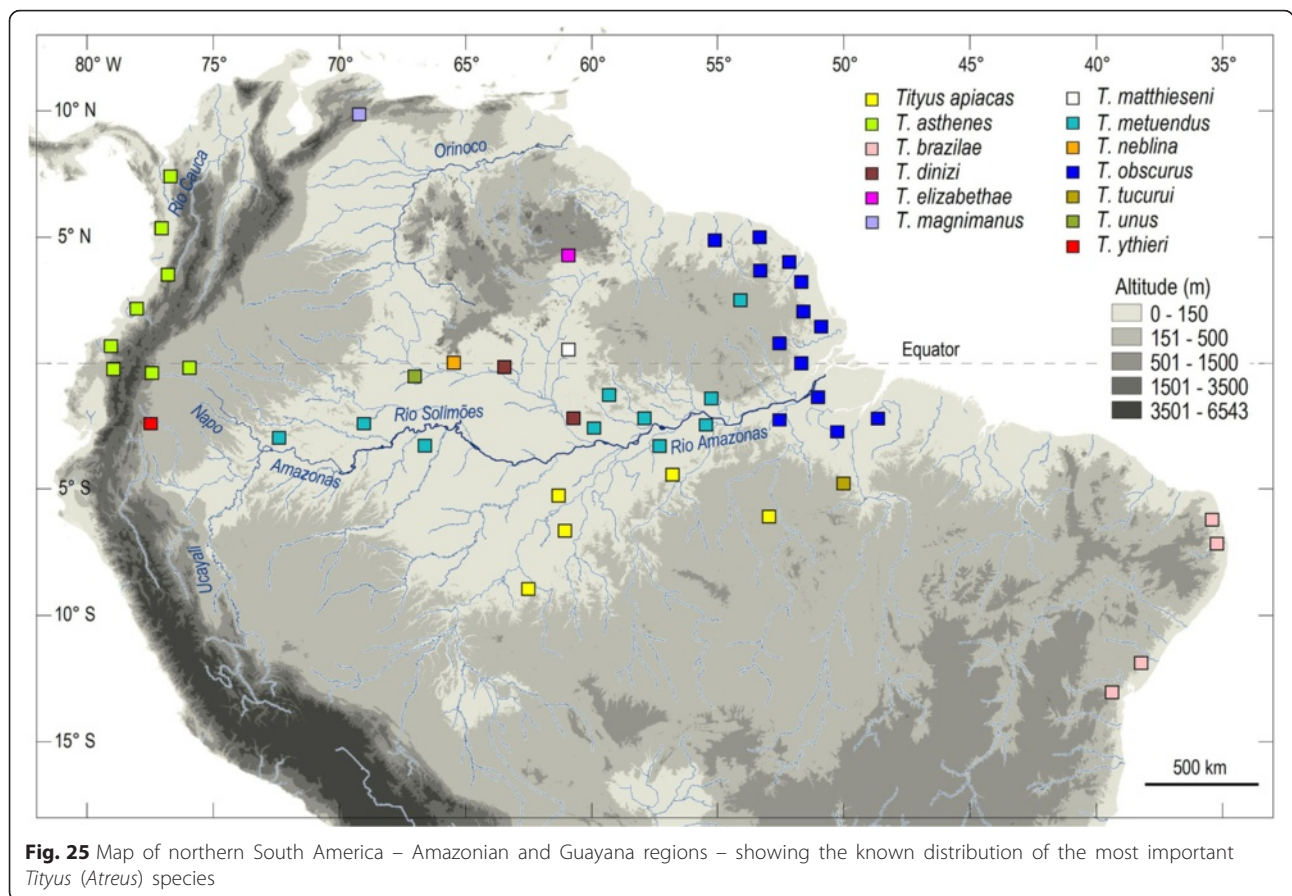 80° W 75° 70° 65° 60° 55° 50° 45° 40° 35°
10° N
5° N
5° S
10° S
15° S
Rio Cauca
Orinoco
Napo
Rio Solimões
Amazonas
Rio Amazonas
Ucayali
Equator
Tityus apiacas
T. asthenes
T. brazilae
T. dinizi
T. elizabethae
T. magnimanus
T. matthieseni
T. metuendus
T. neblina
T. obscurus
T. tucurui
T. unus
T. ythieri
Altitude (m)
0 - 150
151 - 500
501 - 1500
1501 - 3500
3501 - 6543
500 km
Fig. 25 Map of northern South America – Amazonian and Guayana regions – showing the known distribution of the most important
Tityus (Atreus) species